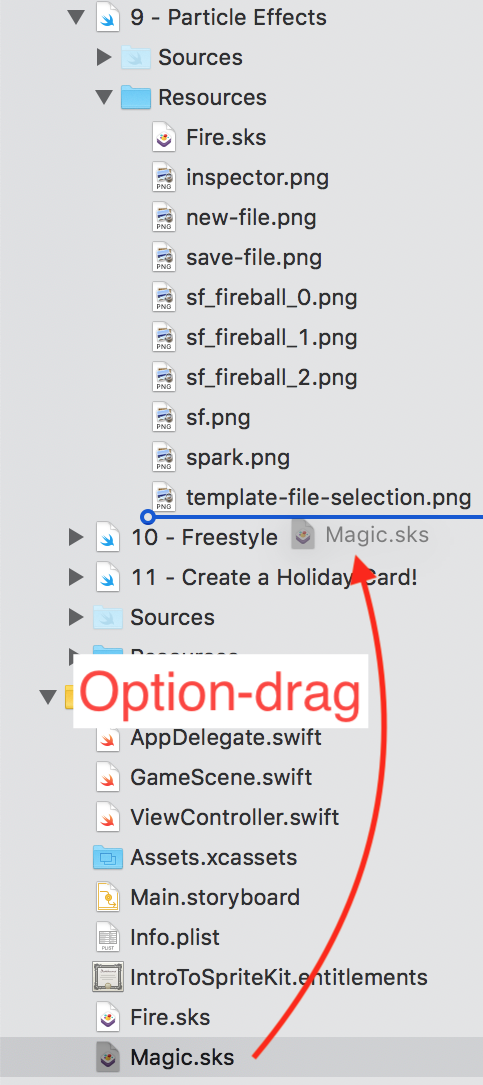 9 - Particle Effects
Sources
Resources
Fire.sks
inspector.png
new-file.png
save-file.png
sf_fireball_0.png
sf_fireball_1.png
sf_fireball_2.png
sf.png
spark.png
template-file-selection.png
10 - Freestyle
Magic.sks
11 - Create a Holiday Card!
Sources
Resources
Option-drag
AppDelegate.swift
GameScene.swift
ViewController.swift
Assets.xcassets
Main.storyboard
Info.plist
IntroToSpriteKit.entitlements
Fire.sks
Magic.sks